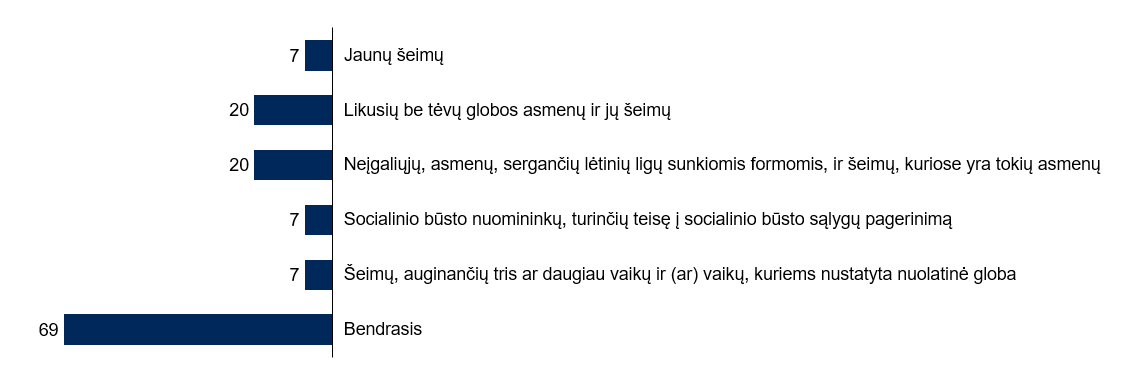 7 Jaunų šeimų
20 Likusių be tėvų globos asmenų ir jų šeimų
20 Neįgaliųjų, asmenų, sergančių lėtinių ligų sunkiomis formomis, ir šeimų, kuriose yra tokių asmenų
7 Socialinio būsto nuomininkų, turinčių teisę į socialinio būsto sąlygų pagerinimą
7 Šeimų, auginančių tris ar daugiau vaikų ir (ar) vaikų, kuriems nustatyta nuolatinė globa
69 Bendrasis